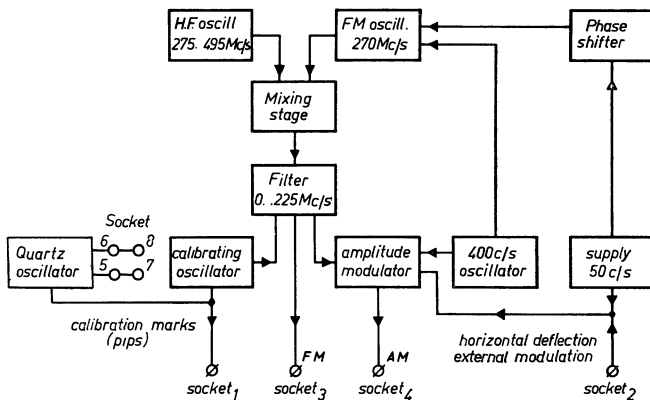 H.F oscill
275. 495Mc/s
FM oscill.
270Mc/s
Phase
shifter
Mixing
stage
Filter
0. .225Mc/s
Socket
6 8
5 7
Quartz
oscillator
calibrating
oscillator
amplitude
modulator
400c/s
oscillator
supply
50c/s
calibration marks
(pips)
horizontal deflection
external modulation
FM
AM
socket1
socket3
socket4
socket2